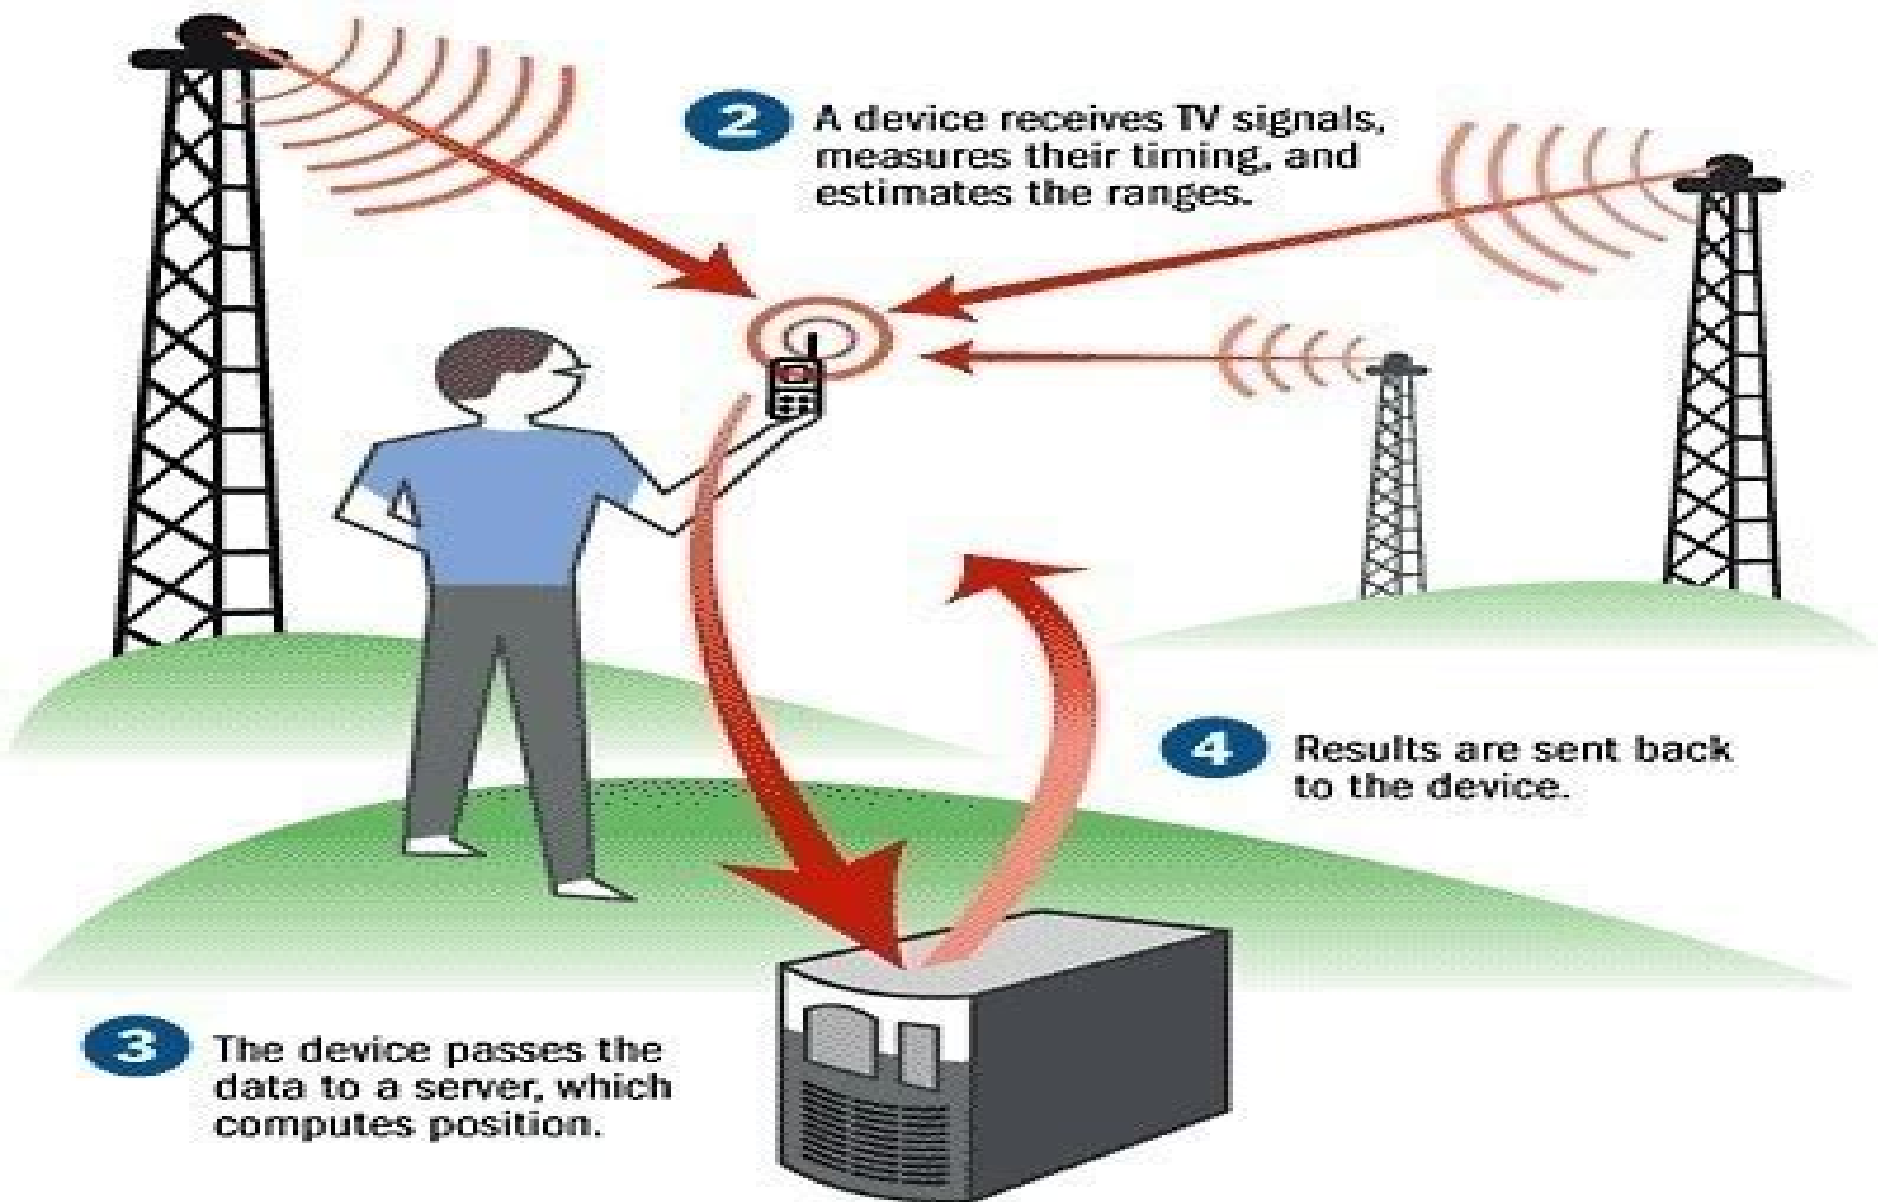 2 A device receives TV signals,
measures their timing, and
estimates the ranges.
4 Results are sent back
to the device.
3 The device passes the
data to a server, which
computes position.